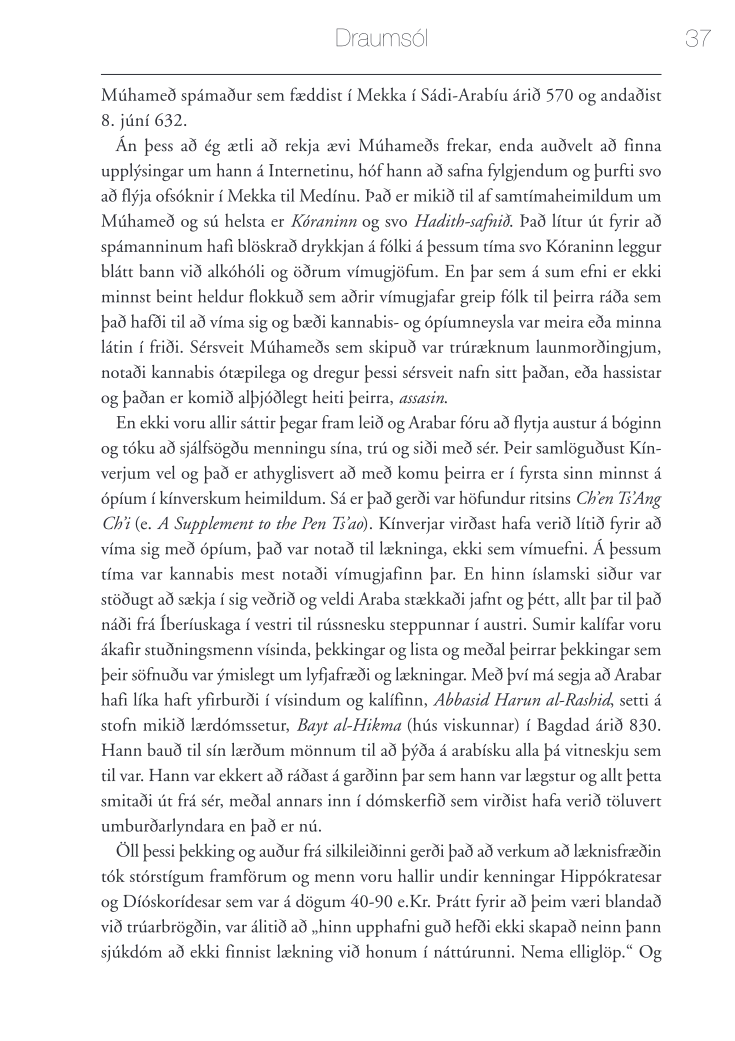 Draumsól 37
Múhameð spámaður sem fæddist í Mekka í Sádi-Arabíu árið 570 og andaðist
8. júní 632.
Án þess að ég ætli að rekja ævi Múhameðs frekar, enda auðvelt að finna
upplýsingar um hann á Internetinu, hóf hann að safna fylgjendum og þurfti svo
að flýja ofsóknir í Mekka til Medínu. Það er mikið til af samtímaheimildum um
Múhameð og sú helsta er Kóraninn og svo Hadith-safnið. Það lítur út fyrir að
spámanninum hafi blöskrað drykkjan á fólki á þessum tíma svo Kóraninn leggur
blátt bann við alkóhóli og öðrum vímugjöfum. En þar sem á sum efni er ekki
minnst beint heldur flokkuð sem aðrir vímugjafar greip fólk til þeirra ráða sem
það hafði til að víma sig og bæði kannabis- og ópíumneysla var meira eða minna
látin í friði. Sérsveit Múhameðs sem skipuð var trúræknum launmorðingjum,
notaði kannabis ótæpilega og dregur þessi sérsveit nafn sitt þaðan, eða hassistar
og þaðan er komið alþjóðlegt heiti þeirra, assasin.
En ekki voru allir sáttir þegar fram leið og Arabar fóru að flytja austur á bóginn
og tóku að sjálfsögðu menningu sína, trú og siði með sér. Þeir samlöguðust Kín-
verjum vel og það er athyglisvert að með komu þeirra er í fyrsta sinn minnst á
ópíum í kínverskum heimildum. Sá er það gerði var höfundur ritsins Ch’en Ts’Ang
Ch’i (e. A Supplement to the Pen Ts’ao). Kínverjar virðast hafa verið lítið fyrir að
víma sig með ópíum, það var notað til lækninga, ekki sem vímuefni. Á þessum
tíma var kannabis mest notaði vímugjafinn þar. En hinn íslamski siður var
stöðugt að sækja í sig veðrið og veldi Araba stækkaði jafnt og þétt, allt þar til það
náði frá Íberíuskaga í vestri til rússnesku steppunnar í austri. Sumir kalífar voru
ákafir stuðningsmenn vísinda, þekkingar og lista og meðal þeirrar þekkingar sem
þeir söfnuðu var ýmislegt um lyfjafræði og lækningar. Með því má segja að Arabar
hafi líka haft yfirburði í vísindum og kalífinn, Abbasid Harun al-Rashid, setti á
stofn mikið lærdómssetur, Bayt al-Hikma (hús viskunnar) í Bagdad árið 830.
Hann bauð til sín lærðum mönnum til að þýða á arabísku alla þá vitneskju sem
til var. Hann var ekkert að ráðast á garðinn þar sem hann var lægstur og allt þetta
smitaði út frá sér, meðal annars inn í dómskerfið sem virðist hafa verið töluvert
umburðarlyndara en það er nú.
Öll þessi þekking og auður frá silkileiðinni gerði það að verkum að læknisfræðin
tók stórstígum framförum og menn voru hallir undir kenningar Hippókratesar
og Díóskorídesar sem var á dögum 40-90 e.Kr. Þrátt fyrir að þeim væri blandað
við trúarbrögðin, var álitið að „hinn upphafni guð hefði ekki skapað neinn þann
sjúkdóm að ekki finnist lækning við honum í náttúrunni. Nema elliglöp.“ Og